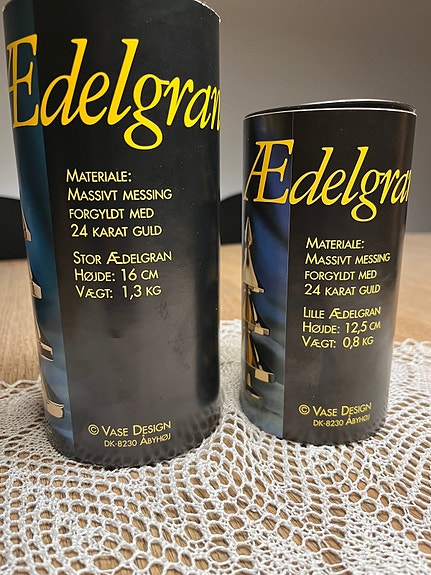 Ædelgran
MATERIALE:
MASSIVT MESSING
FORGYLDT MED
24 KARAT GULD
STOR ÆDELGRAN
HØJDE: 16 CM
VÆGT: 1,3 KG
© VASE DESIGN
DK-8230 ÅBYHØJ
Ædelgran
MATERIALE:
MASSIVT MESSING
FORGYLDT MED
24 KARAT GULD
LILLE ÆDELGRAN
HØJDE: 12,5 CM
VÆGT: 0,8 KG
© VASE DESIGN
DK-8230 ÅBYHØJ